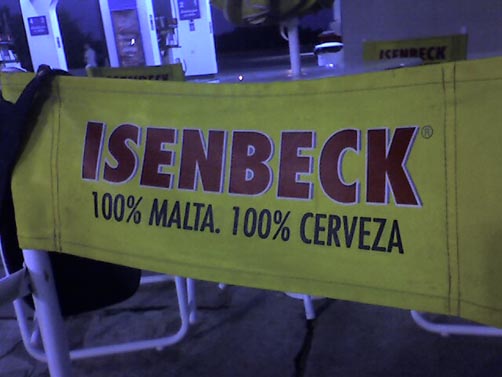 ISENBECK
ISENBECK®
100% MALTA. 100% CERVEZA